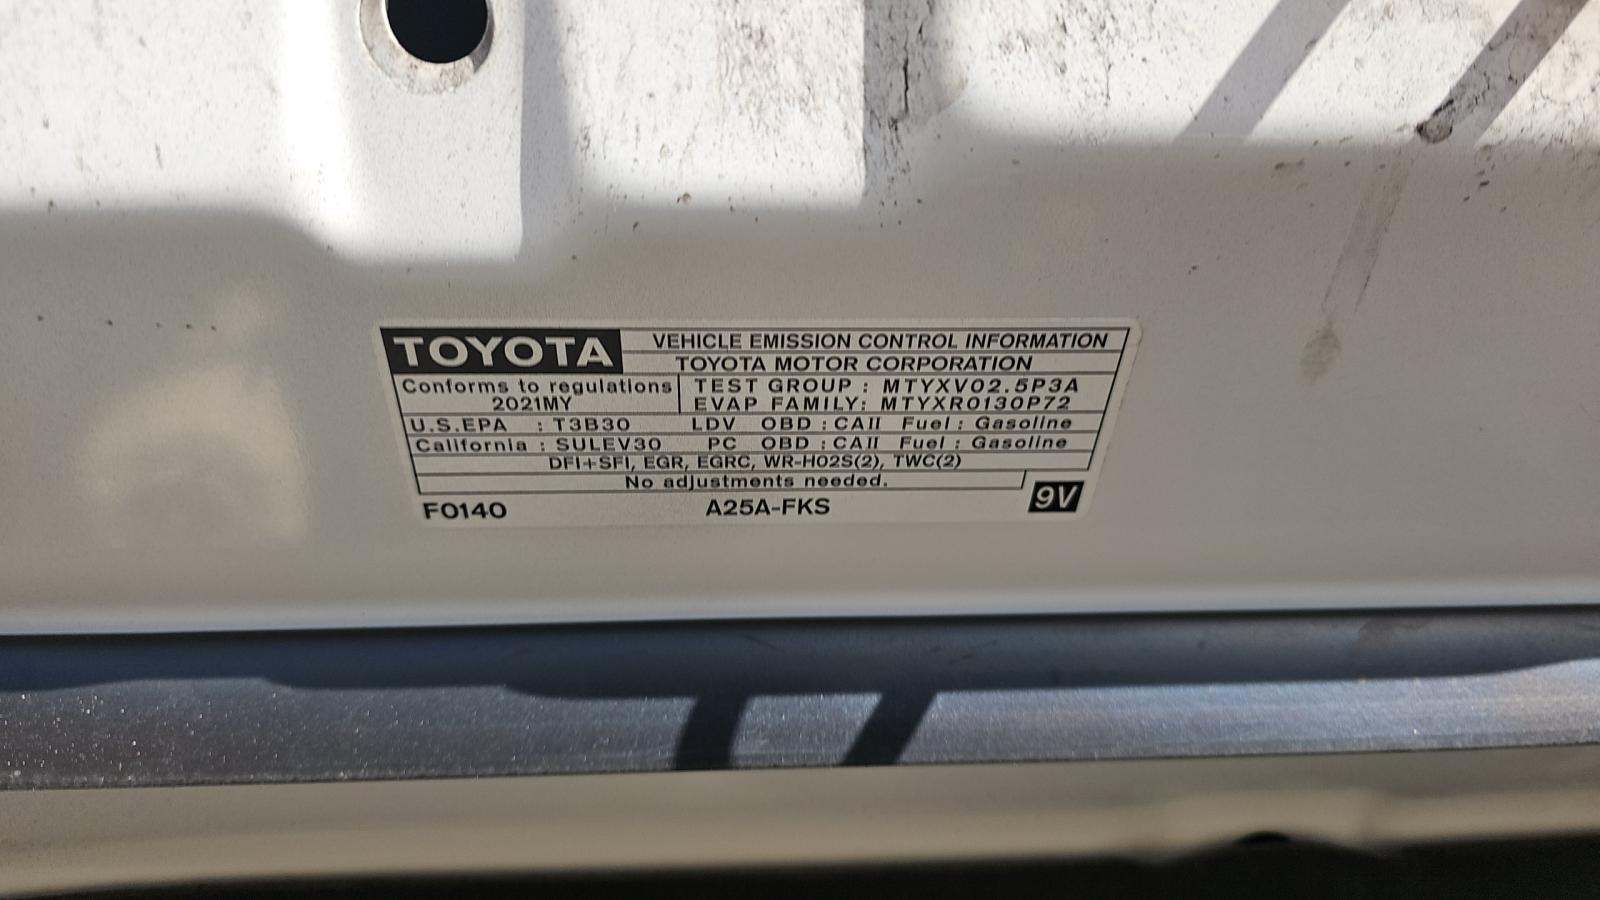 TOYOTA VEHICLE EMISSION CONTROL INFORMATION
TOYOTA MOTOR CORPORATION
Conforms to regulations TEST GROUP : MTYXV02.5P3A
2021MY EVAP FAMILY: MTYXR0130P72
U.S.EPA : T3B30 LDV OBD : CAII Fuel : Gasoline
California : SULEV30 PC OBD : CAII Fuel : Gasoline
DFI+SFI, EGR, EGRC, WR-HO2S(2), TWC(2)
No adjustments needed.
F0140 A25A-FKS 9V